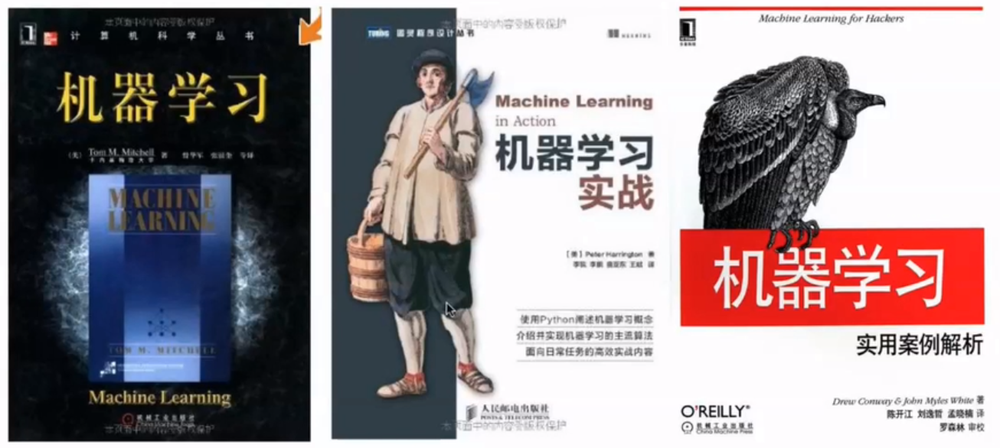 本页面中的内容受版权保护
计 算 机 科 学 丛 书
机器学习
(美) Tom M. Mitchell 著 曾华军 张银奎 等译
卡内基梅隆大学
MACHINE
LEARNING
TOM M. MITCHELL
Machine Learning
机械工业出版社
China Machine Press
本页面中的内容受版权保护
本页面中的内容受版权保护
TURING 图灵程序设计丛书
MANNING
Machine Learning
in Action
机器学习
实战
[美] Peter Harrington 著
李锐 李鹏 曲亚东 王斌 译
使用Python阐述机器学习概念
介绍并实现机器学习的主流算法
面向日常任务的高效实战内容
人民邮电出版社
POSTS & TELECOM PRESS
本页面中的内容受版权保护
Machine Learning for Hackers
机器学习
实用案例解析
O'REILLY®
机械工业出版社
China Machine Press
Drew Conway & John Myles White 著
陈开江 刘逸哲 孟晓楠 译
罗森林 审校